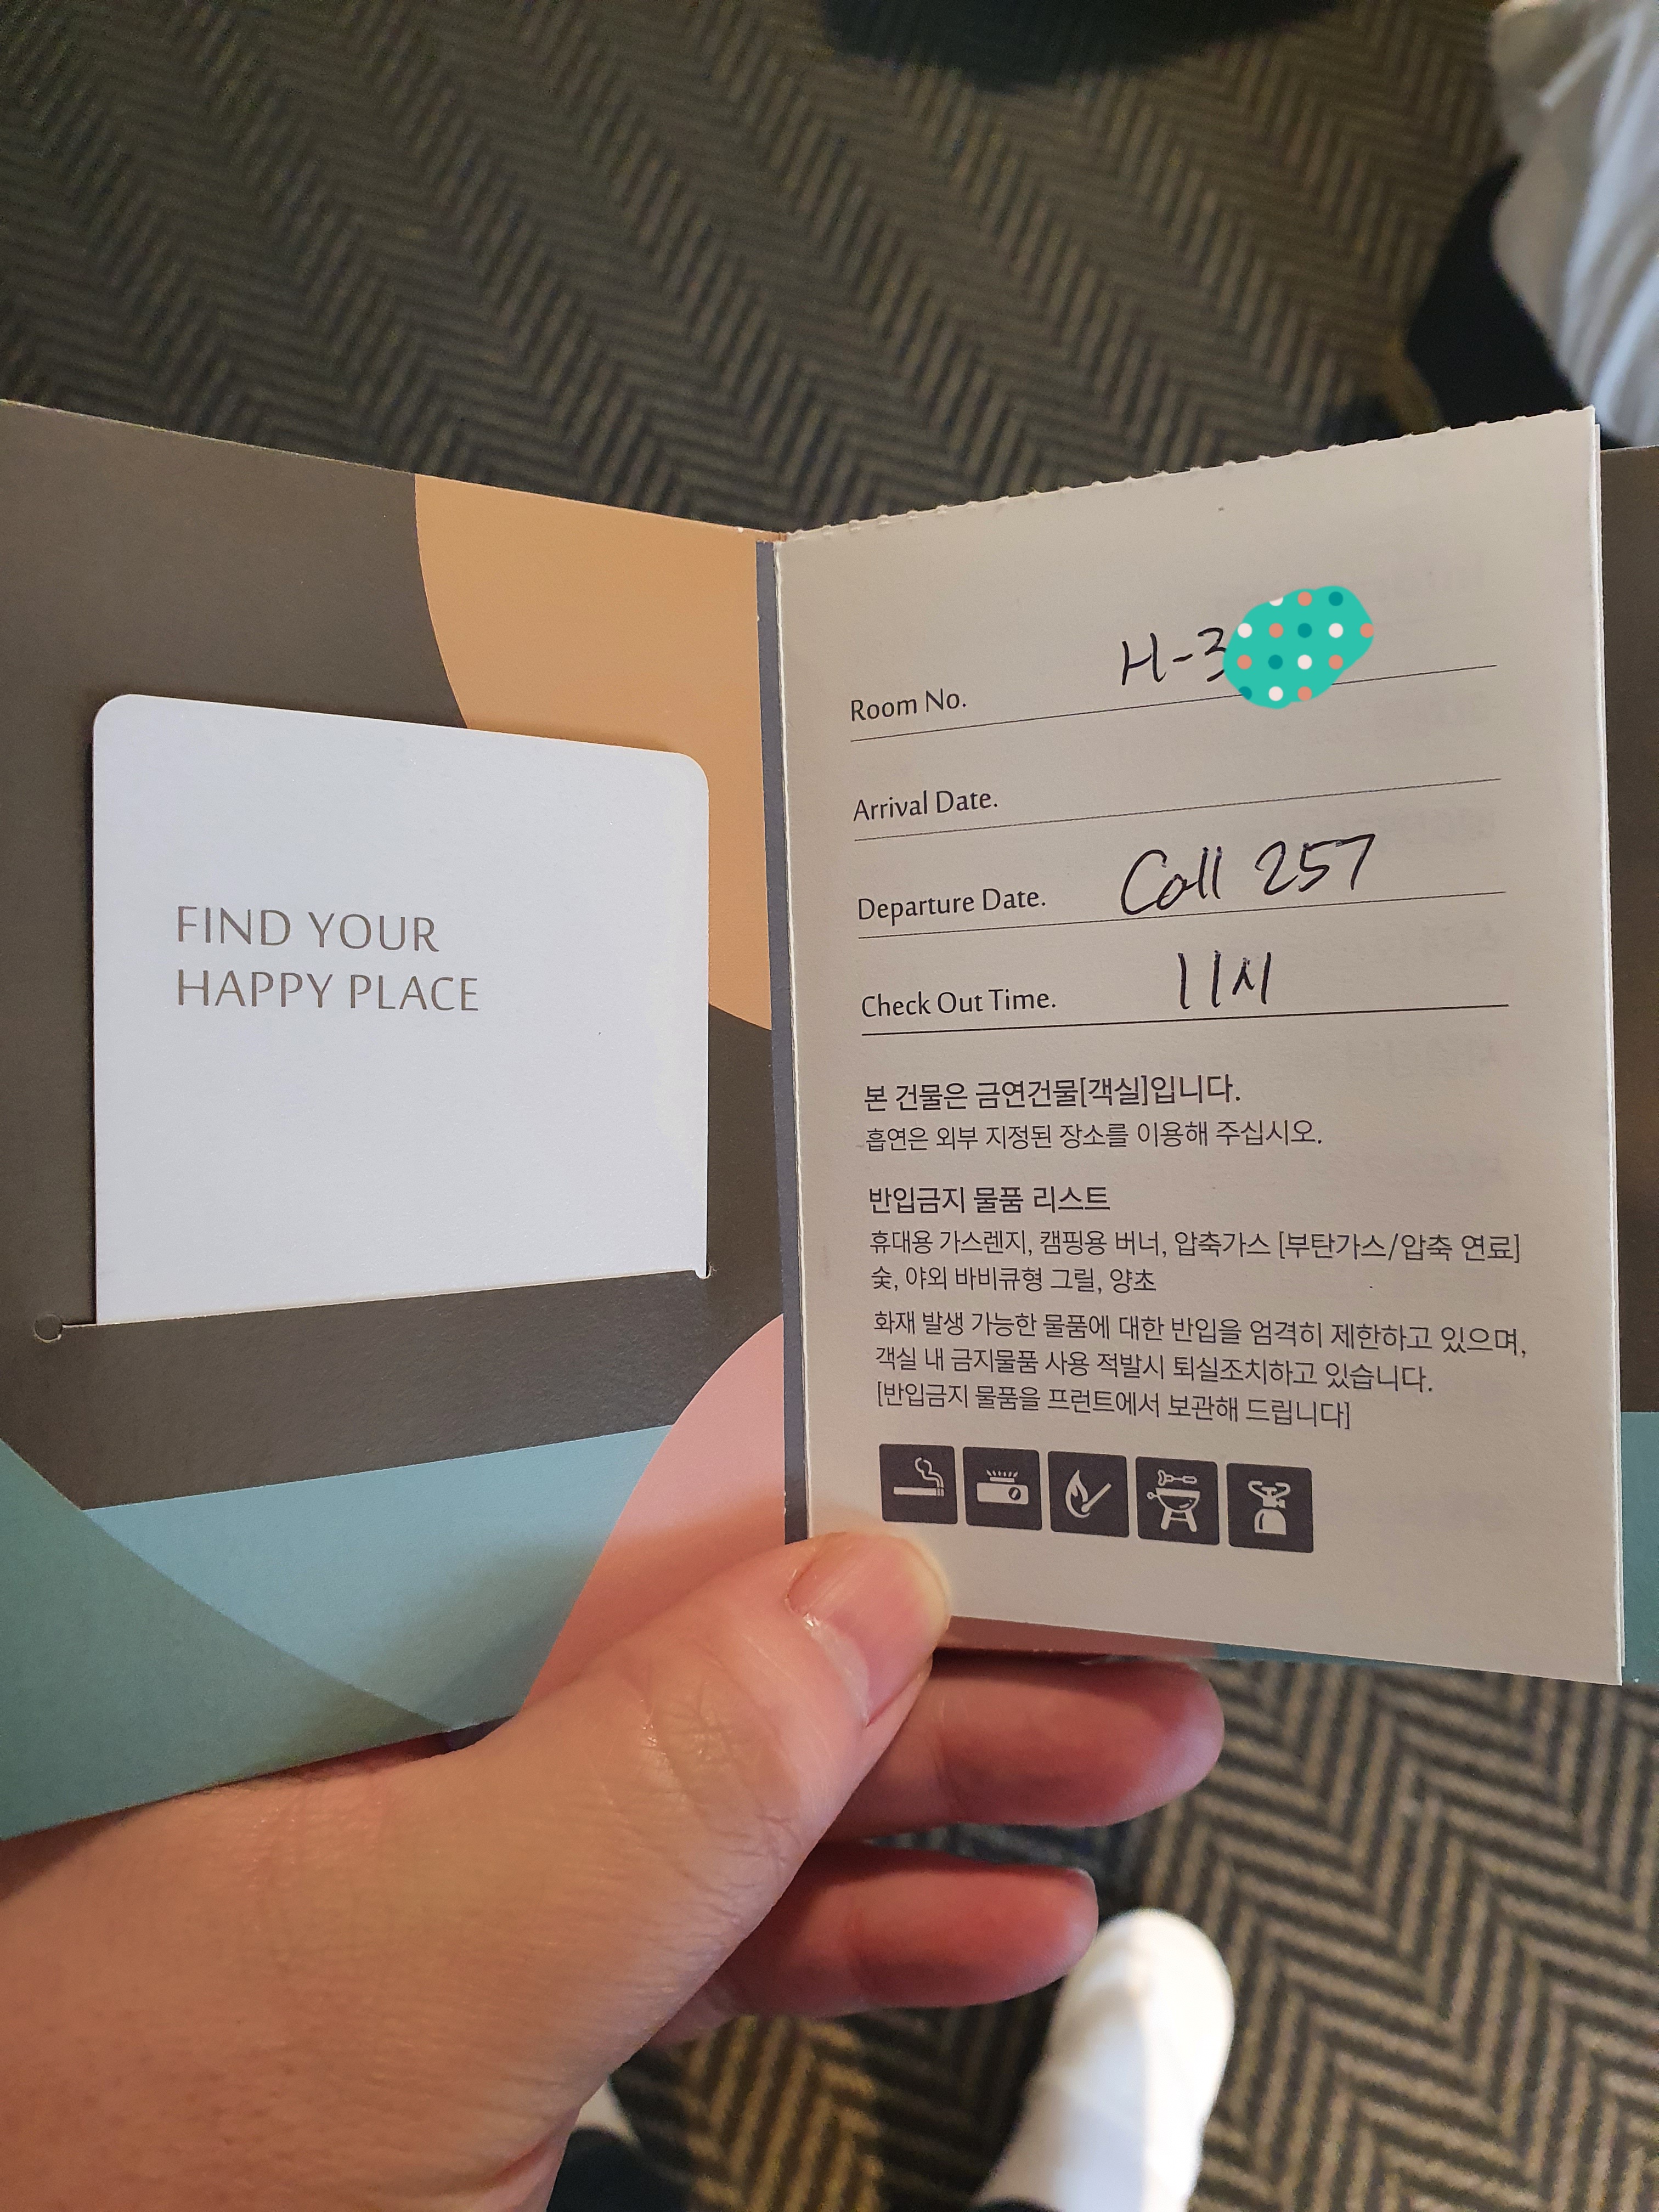 FIND YOUR
HAPPY PLACE
Room No. H-3
Arrival Date.
Departure Date. Call 257
Check Out Time. 11시
본 건물은 금연건물[객실]입니다.
흡연은 외부 지정된 장소를 이용해 주십시오.
반입금지 물품 리스트
휴대용 가스렌지, 캠핑용 버너, 압축가스 [부탄가스/압축 연료]
숯, 야외 바비큐형 그릴, 양초
화재 발생 가능한 물품에 대한 반입을 엄격히 제한하고 있으며,
객실 내 금지물품 사용 적발시 퇴실조치하고 있습니다.
[반입금지 물품을 프런트에서 보관해 드립니다]